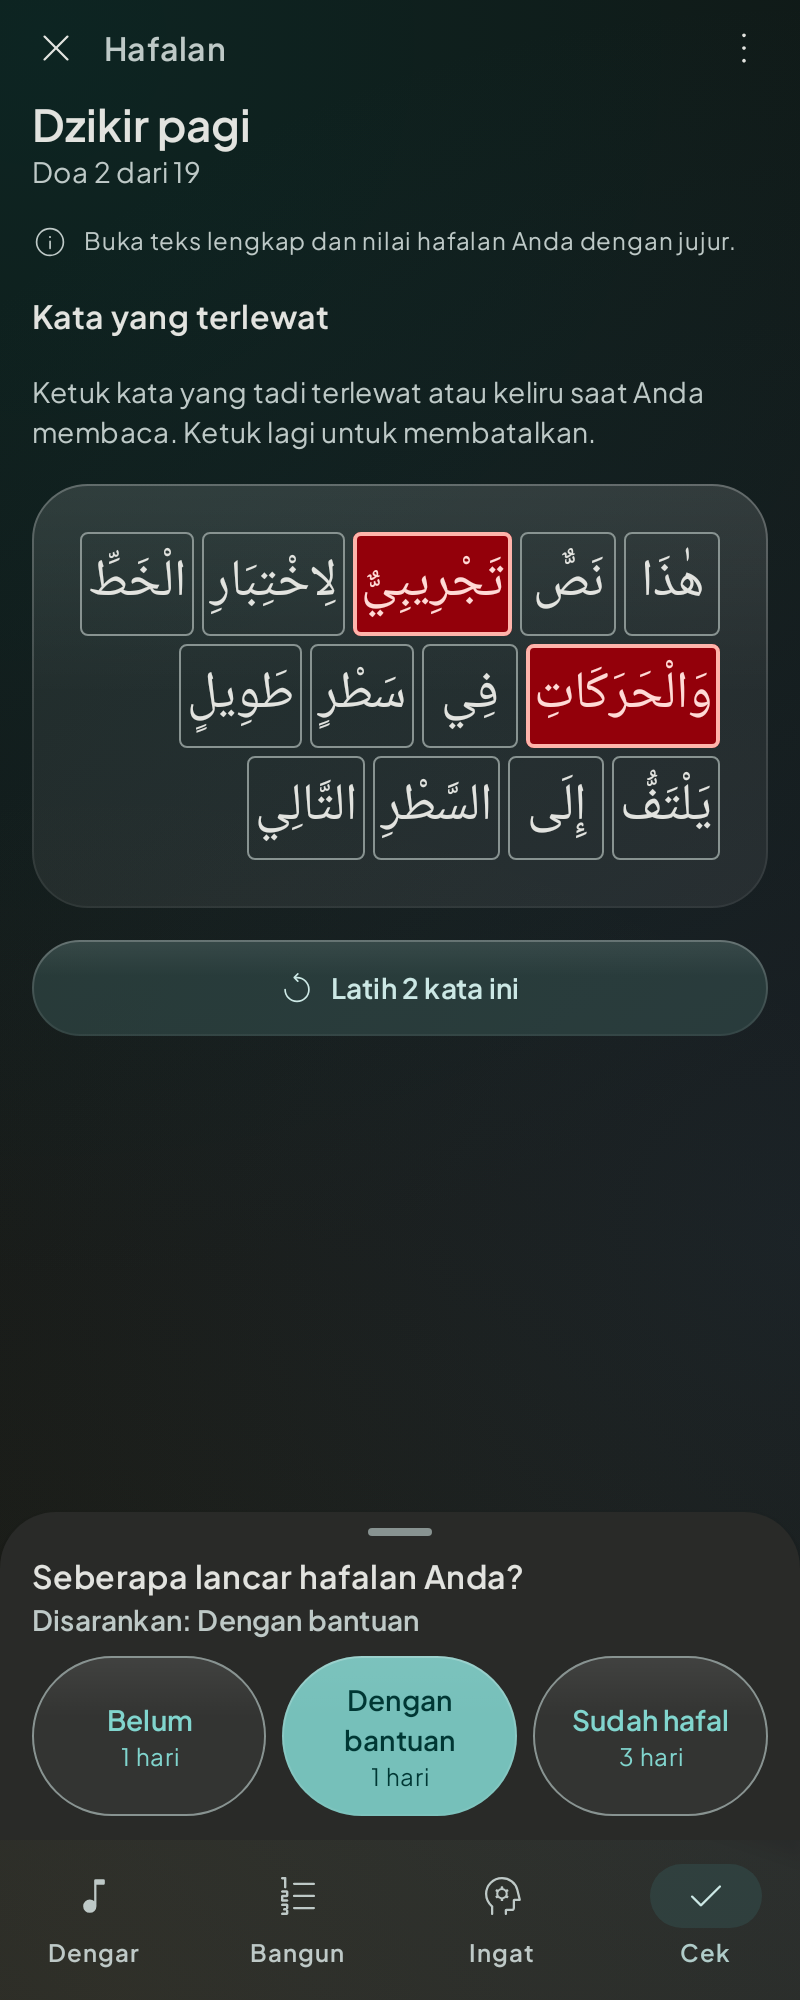 Hafalan
Dzikir pagi
Doa 2 dari 19
Buka teks lengkap dan nilai hafalan Anda dengan jujur.
Kata yang terlewat
Ketuk kata yang tadi terlewat atau keliru saat Anda
membaca. Ketuk lagi untuk membatalkan.
هٰذَا نَصٌّ تَجْرِيبِيٌّ لِاخْتِبَارِ الْخَطِّ
وَالْحَرَكَاتِ فِي سَطْرٍ طَوِيلٍ
يَلْتَفُّ إِلَى السَّطْرِ التَّالِي
Latih 2 kata ini
Seberapa lancar hafalan Anda?
Disarankan: Dengan bantuan
Belum
1 hari
Dengan
bantuan
1 hari
Sudah hafal
3 hari
Dengar
Bangun
Ingat
Cek